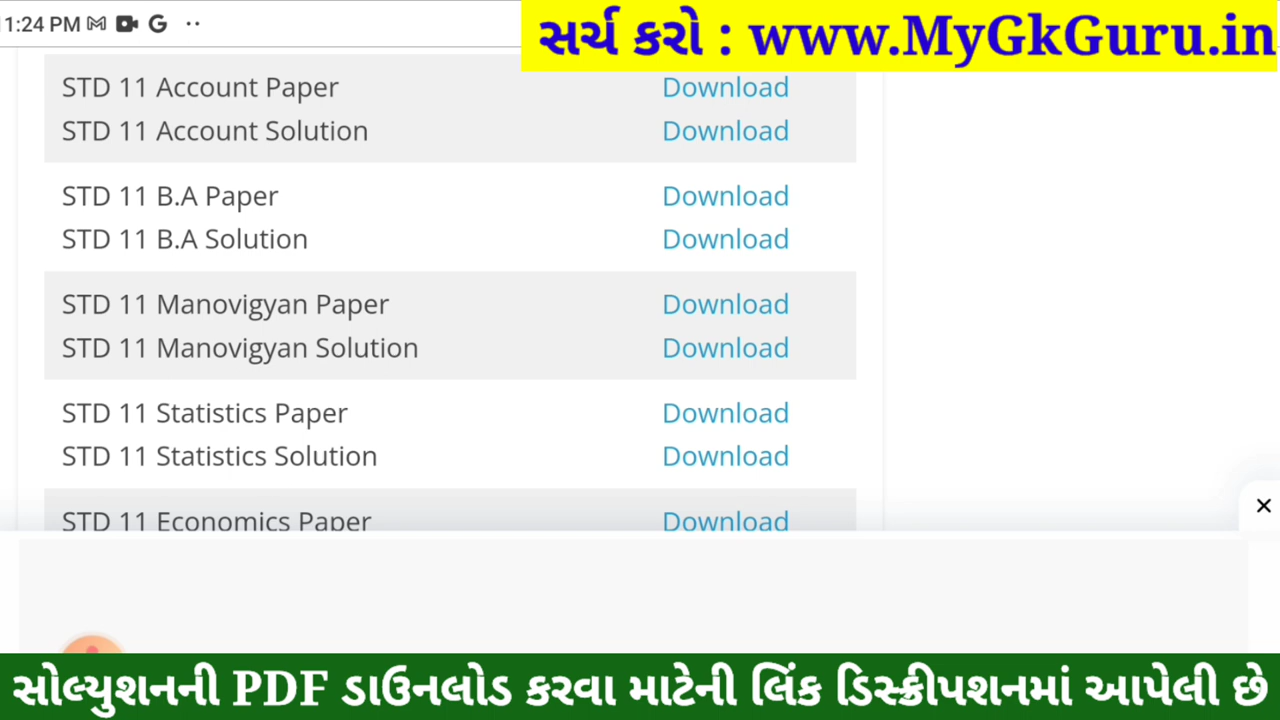 11:24 PM
સર્ચ કરો : www.MyGkGuru.in
STD 11 Account Paper Download
STD 11 Account Solution Download
STD 11 B.A Paper Download
STD 11 B.A Solution Download
STD 11 Manovigyan Paper Download
STD 11 Manovigyan Solution Download
STD 11 Statistics Paper Download
STD 11 Statistics Solution Download
STD 11 Economics Paper Download
સોલ્યુશનની PDF ડાઉનલોડ કરવા માટેની લિંક ડિસ્ક્રીપશનમાં આપેલી છે